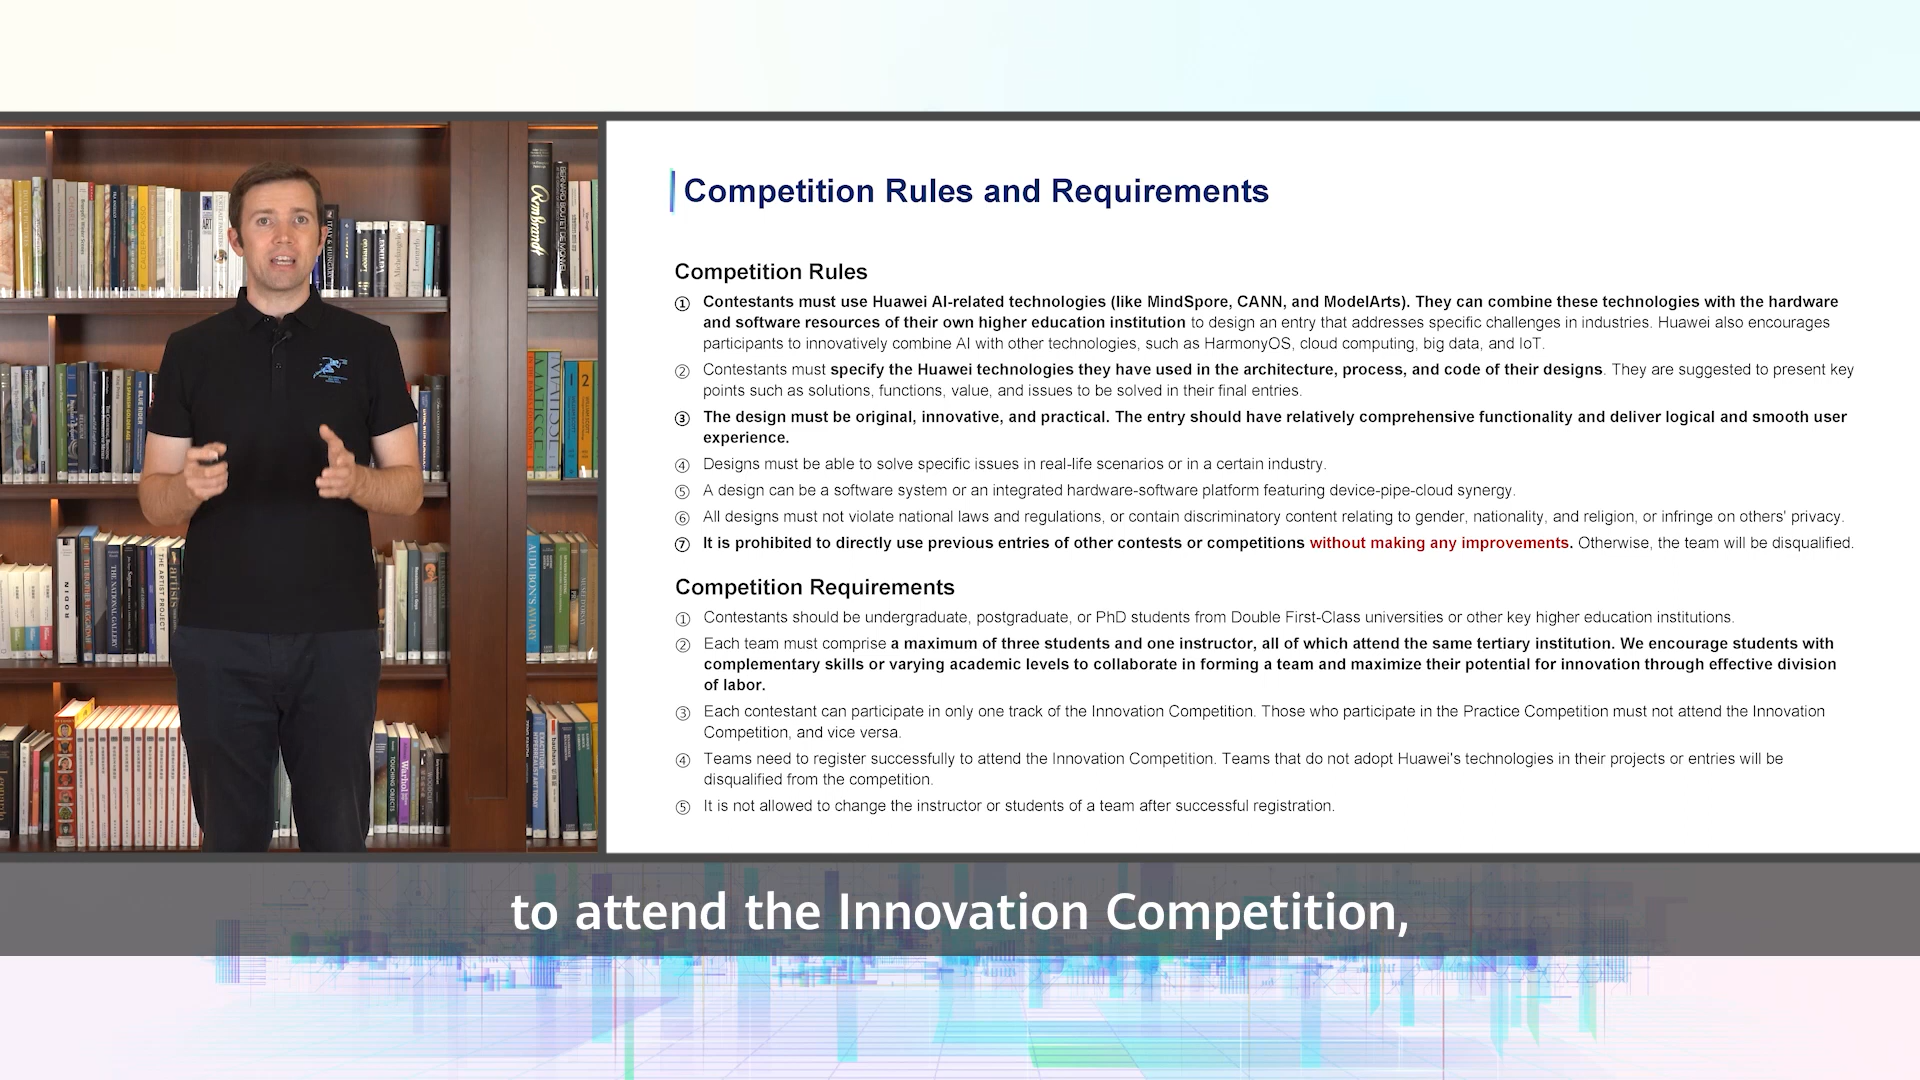 Competition Rules and Requirements
Competition Rules
① Contestants must use Huawei AI-related technologies (like MindSpore, CANN, and ModelArts). They can combine these technologies with the hardware
and software resources of their own higher education institution to design an entry that addresses specific challenges in industries. Huawei also encourages
participants to innovatively combine AI with other technologies, such as HarmonyOS, cloud computing, big data, and IoT.
② Contestants must specify the Huawei technologies they have used in the architecture, process, and code of their designs. They are suggested to present key
points such as solutions, functions, value, and issues to be solved in their final entries.
③ The design must be original, innovative, and practical. The entry should have relatively comprehensive functionality and deliver logical and smooth user
experience.
④ Designs must be able to solve specific issues in real-life scenarios or in a certain industry.
⑤ A design can be a software system or an integrated hardware-software platform featuring device-pipe-cloud synergy.
⑥ All designs must not violate national laws and regulations, or contain discriminatory content relating to gender, nationality, and religion, or infringe on others' privacy.
⑦ It is prohibited to directly use previous entries of other contests or competitions without making any improvements. Otherwise, the team will be disqualified.
Competition Requirements
① Contestants should be undergraduate, postgraduate, or PhD students from Double First-Class universities or other key higher education institutions.
② Each team must comprise a maximum of three students and one instructor, all of which attend the same tertiary institution. We encourage students with
complementary skills or varying academic levels to collaborate in forming a team and maximize their potential for innovation through effective division
of labor.
③ Each contestant can participate in only one track of the Innovation Competition. Those who participate in the Practice Competition must not attend the Innovation
Competition, and vice versa.
④ Teams need to register successfully to attend the Innovation Competition. Teams that do not adopt Huawei's technologies in their projects or entries will be
disqualified from the competition.
⑤ It is not allowed to change the instructor or students of a team after successful registration.
Rembrandt
MATISSE
1
2
RODIN
THE NATIONAL GALLERY
THE ARTIST PROJECT
artists
AUDUBON'S AVIARY
Warhol
TOUCHING OBJECTS
to attend the Innovation Competition,